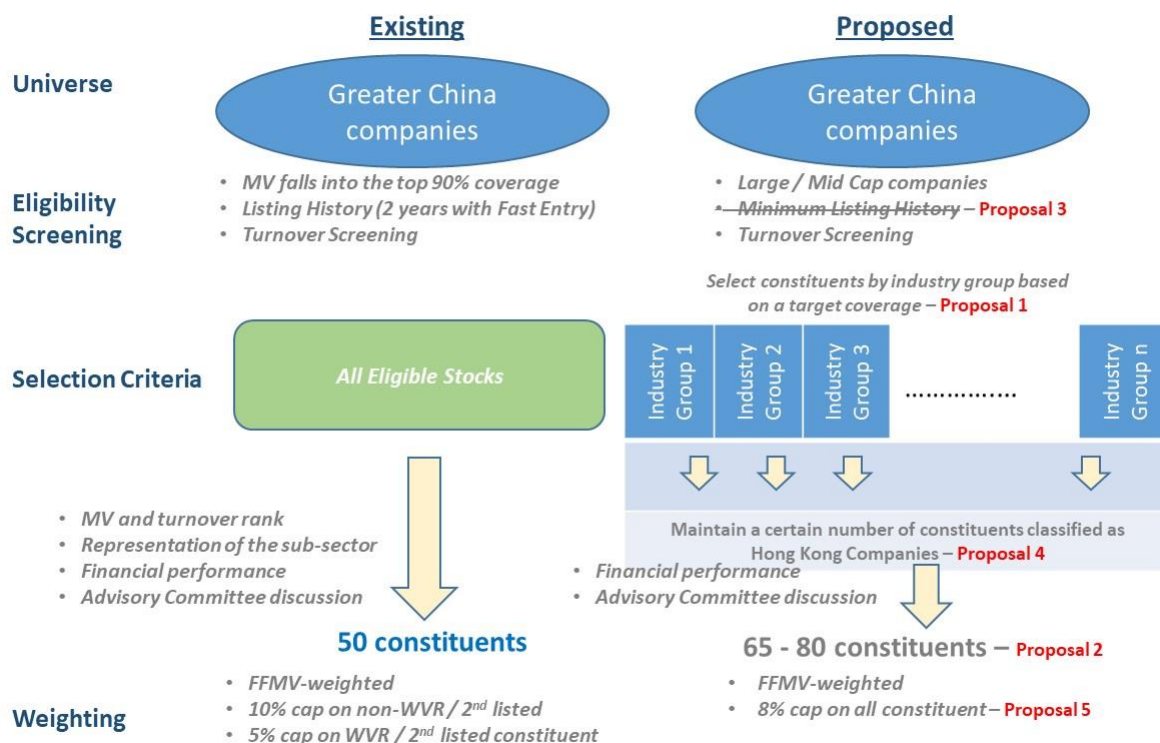 Existing
Proposed
Universe
Greater China
companies
Greater China
companies
Eligibility
Screening
• MV falls into the top 90% coverage
• Listing History (2 years with Fast Entry)
• Turnover Screening
• Large / Mid Cap companies
• Minimum Listing History – Proposal 3
• Turnover Screening
Select constituents by industry group based
on a target coverage – Proposal 1
Selection Criteria
All Eligible Stocks
Industry
Group 1
Industry
Group 2
Industry
Group 3
................
Industry
Group n
• MV and turnover rank
• Representation of the sub-sector
• Financial performance
• Advisory Committee discussion
Maintain a certain number of constituents classified as
Hong Kong Companies – Proposal 4
• Financial performance
• Advisory Committee discussion
50 constituents
65 - 80 constituents – Proposal 2
Weighting
• FFMV-weighted
• 10% cap on non-WVR / 2nd listed
• 5% cap on WVR / 2nd listed constituent
• FFMV-weighted
• 8% cap on all constituent – Proposal 5